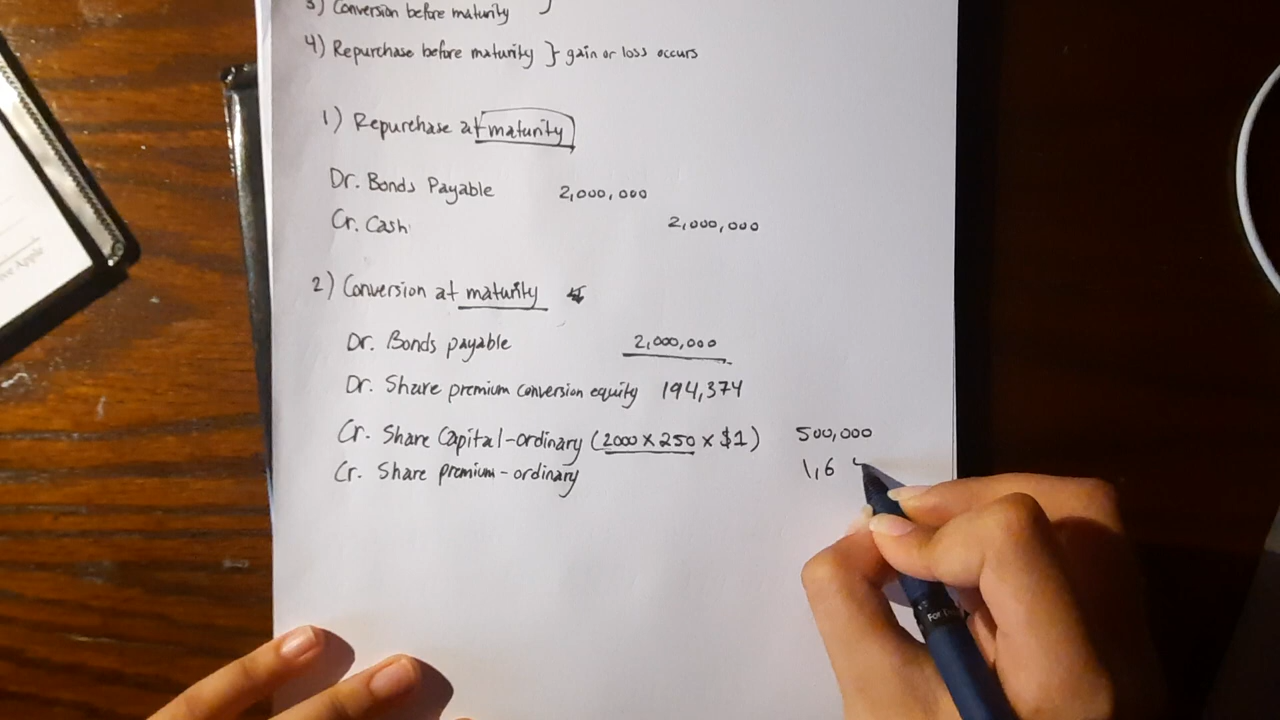 3) Conversion before maturity }
4) Repurchase before maturity } gain or loss occurs
1) Repurchase at maturity
Dr. Bonds Payable 2,000,000
Cr. Cash 2,000,000
2) Conversion at maturity
Dr. Bonds payable 2,000,000
Dr. Share premium conversion equity 194,374
Cr. Share Capital-ordinary (2000 x 250 x $1) 500,000
Cr. Share premium-ordinary 1,6
Apple
For